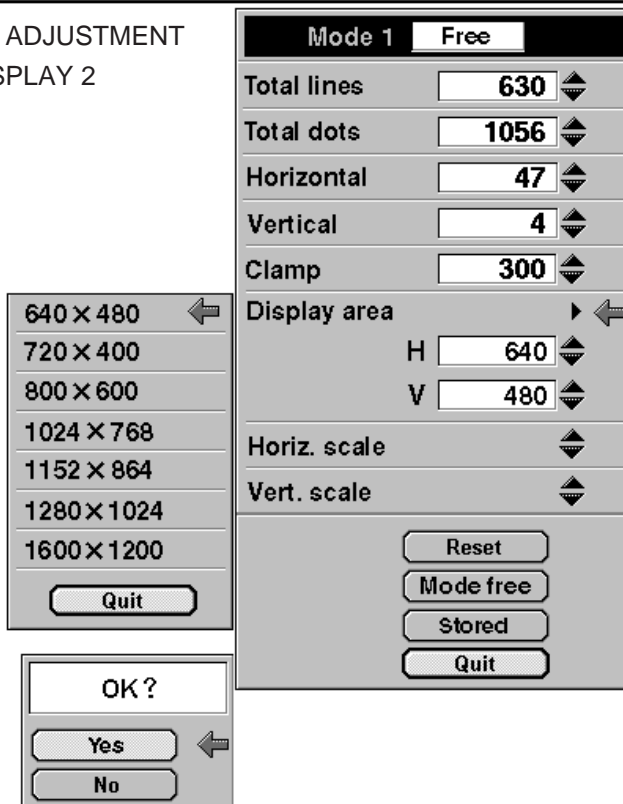 ADJUSTMENT
SPLAY 2
Mode 1 Free
Total lines 630
Total dots 1056
Horizontal 47
Vertical 4
Clamp 300
Display area
H 640
V 480
Horiz. scale
Vert. scale
Reset
Mode free
Stored
Quit
640×480
720×400
800×600
1024×768
1152×864
1280×1024
1600×1200
Quit
OK?
Yes
No